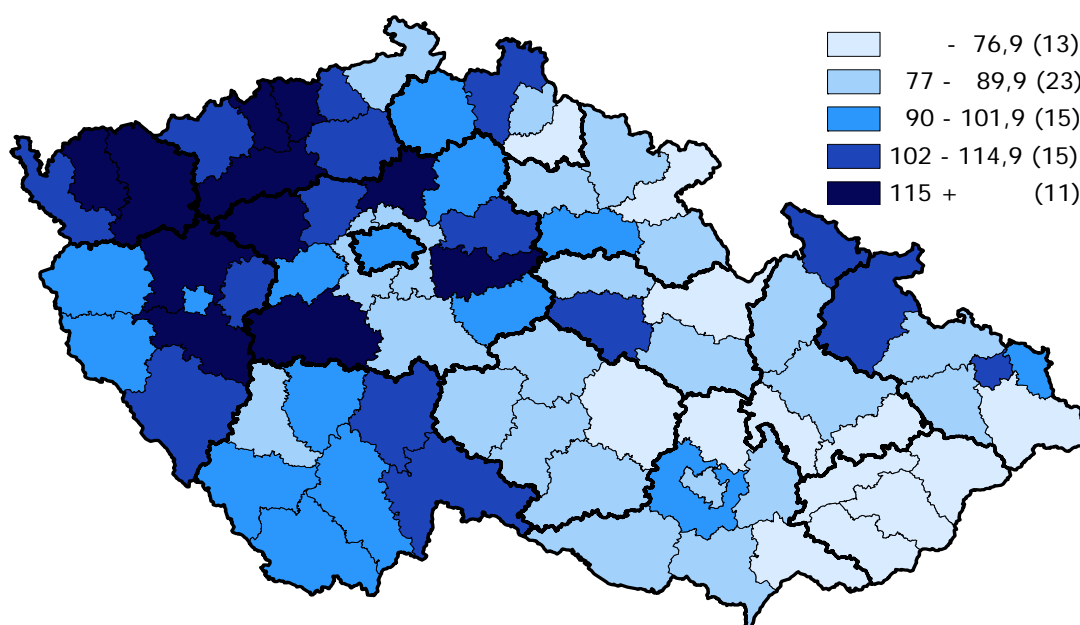 - 76,9 (13)
77 - 89,9 (23)
90 - 101,9 (15)
102 - 114,9 (15)
115 + (11)